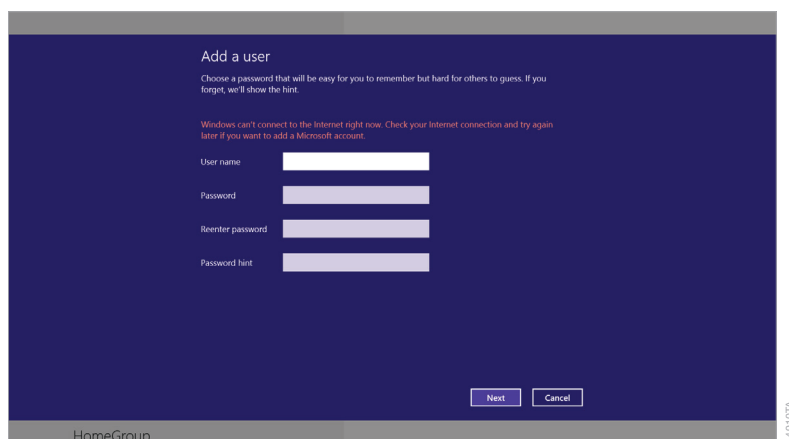 Add a user
Choose a password that will be easy for you to remember but hard for others to guess. If you
forget, we'll show the hint.
Windows can't connect to the Internet right now. Check your Internet connection and try again
later if you want to add a Microsoft account.
User name
Password
Reenter password
Password hint
Next Cancel
HomeGroup